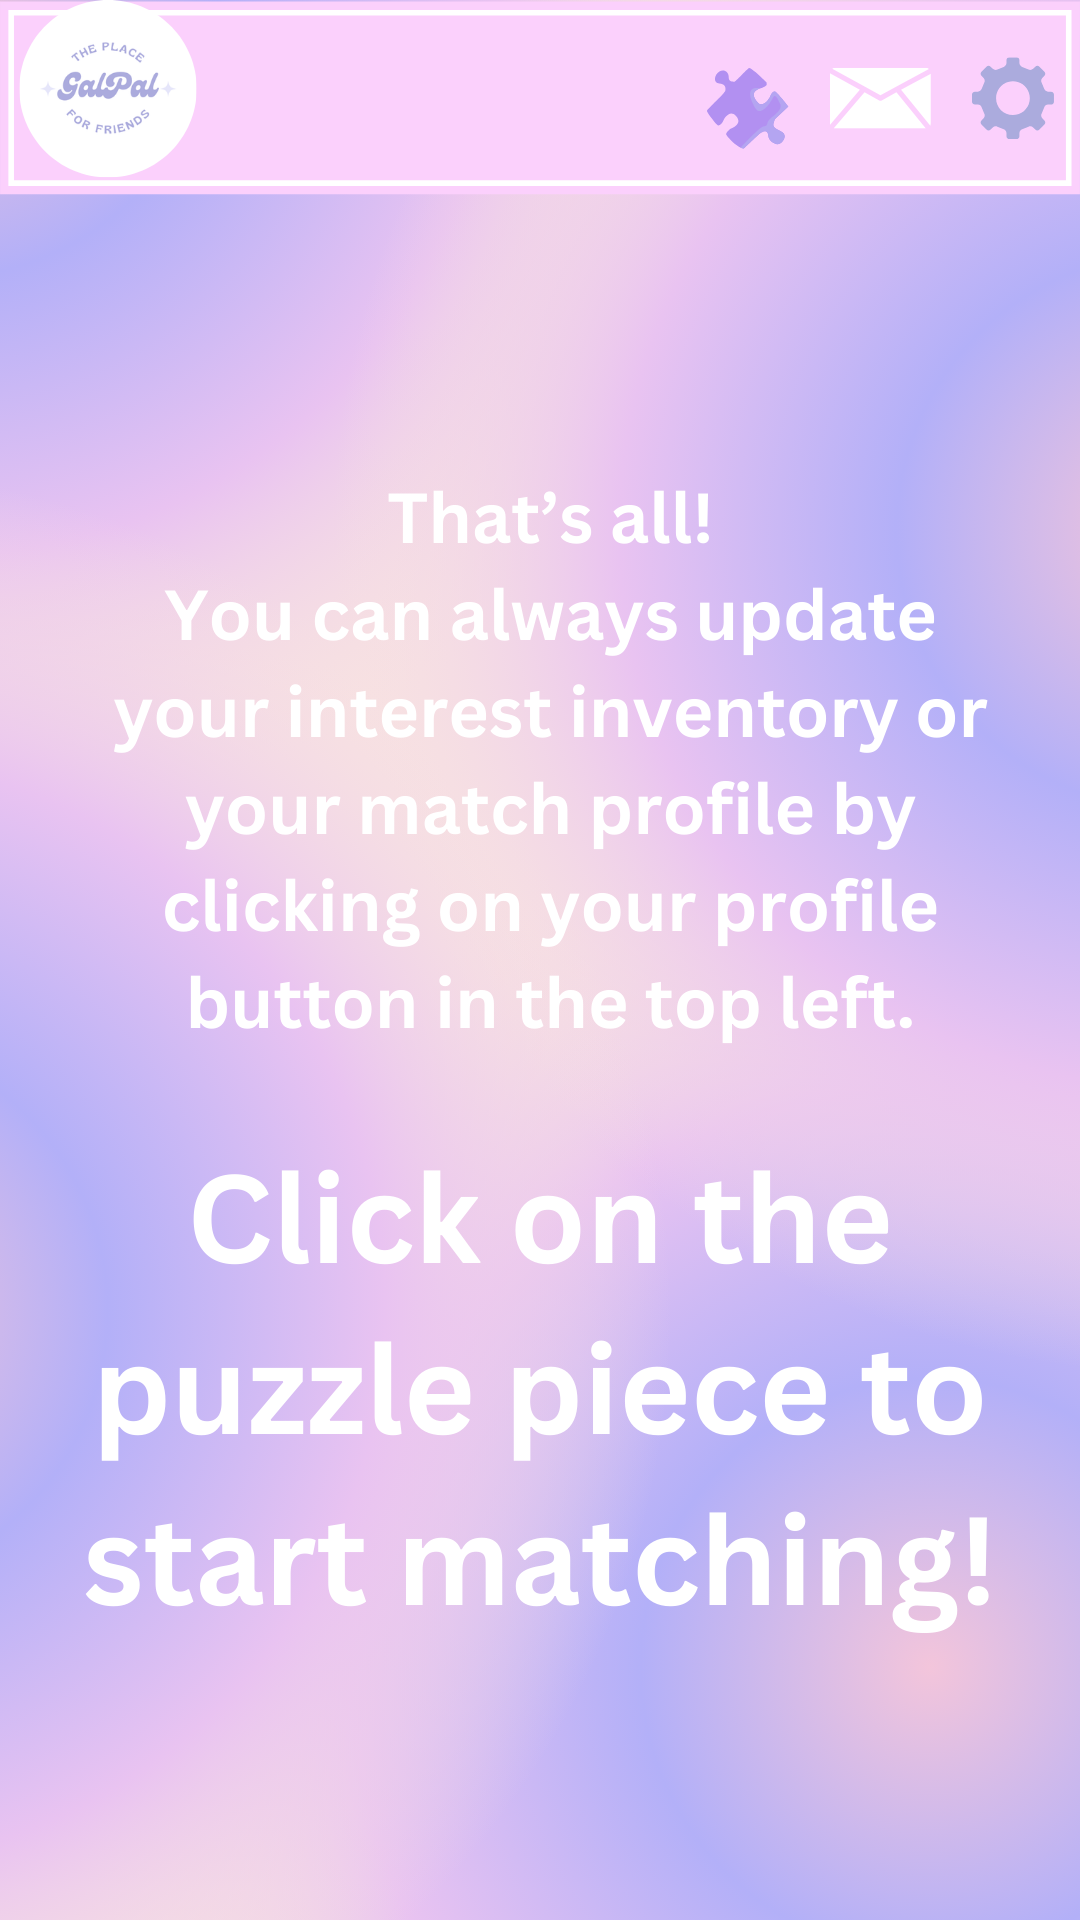 THE PLACE
GalPal
FOR FRIENDS
That’s all!
You can always update
your interest inventory or
your match profile by
clicking on your profile
button in the top left.
Click on the
puzzle piece to
start matching!